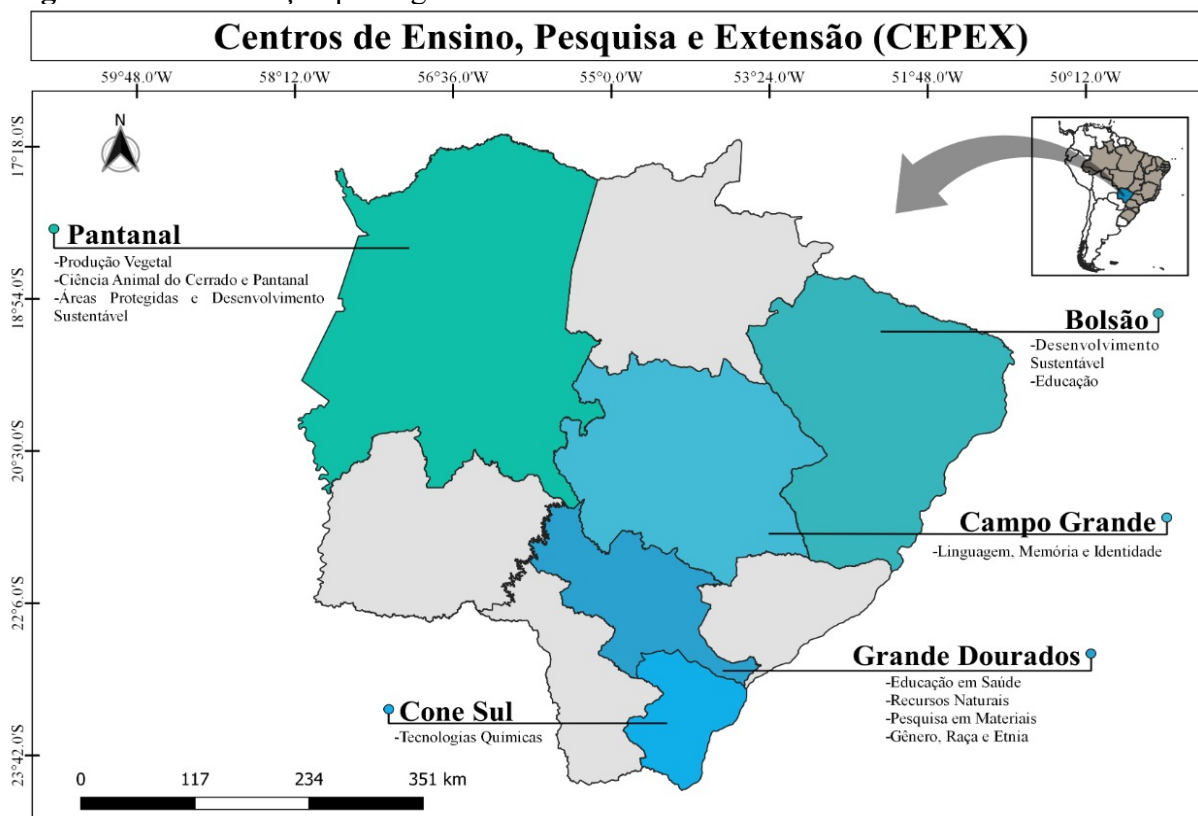 Centros de Ensino, Pesquisa e Extensão (CEPEX)
59°48.0'W 58°12.0'W 56°36.0'W 55°0.0'W 53°24.0'W 51°48.0'W 50°12.0'W
N
17°18.0'S
18°54.0'S
20°30.0'S
22°6.0'S
23°42.0'S
Pantanal
-Produção Vegetal
-Ciência Animal do Cerrado e Pantanal
-Áreas Protegidas e Desenvolvimento
Sustentável
Bolsão
-Desenvolvimento
Sustentável
-Educação
Campo Grande
-Linguagem, Memória e Identidade
Grande Dourados
-Educação em Saúde
-Recursos Naturais
-Pesquisa em Materiais
-Gênero, Raça e Etnia
Cone Sul
-Tecnologias Químicas
0 117 234 351 km